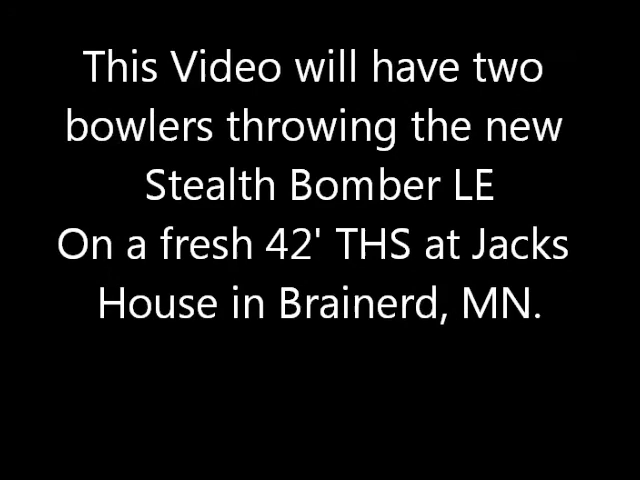 This Video will have two
bowlers throwing the new
Stealth Bomber LE
On a fresh 42' THS at Jacks
House in Brainerd, MN.